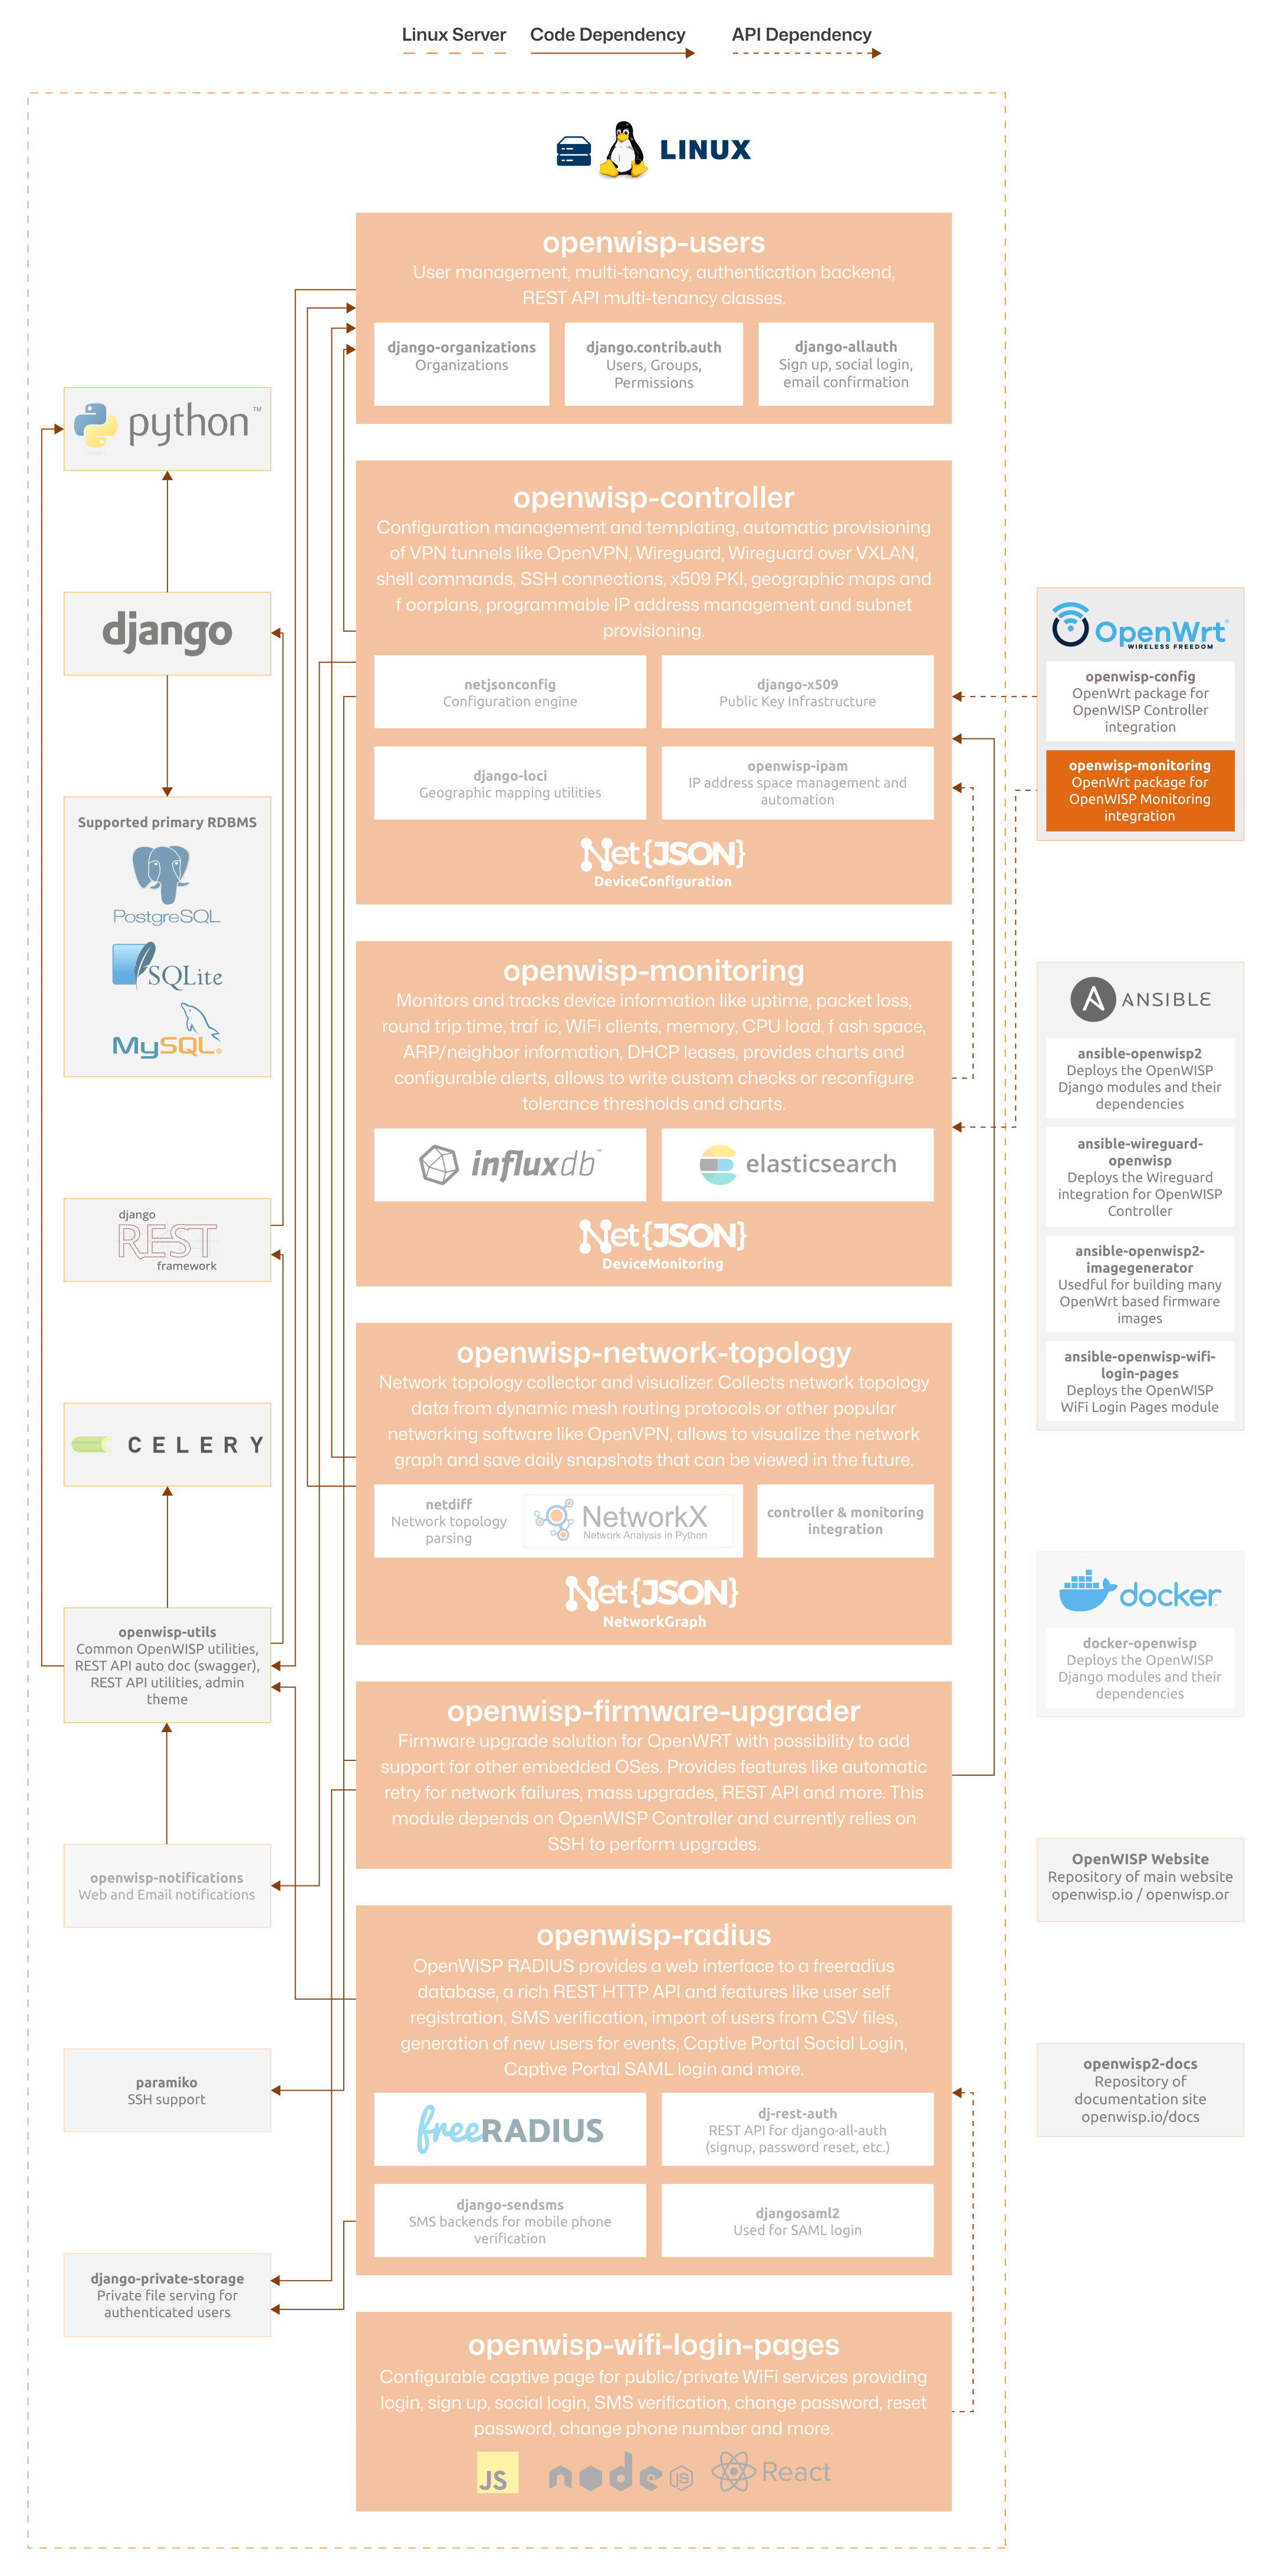 Linux Server
Code Dependency
API Dependency
LINUX
openwisp-users
User management, multi-tenancy, authentication backend,
REST API multi-tenancy classes.
django-organizations
Organizations
django.contrib.auth
Users, Groups,
Permissions
django-allauth
Sign up, social login,
email confirmation
python™
django
Supported primary RDBMS
PostgreSQL
SQLite
MySQL®
django
REST
framework
CELERY
openwisp-utils
Common OpenWISP utilities,
REST API auto doc (swagger),
REST API utilities, admin
theme
openwisp-notifications
Web and Email notifications
paramiko
SSH support
django-private-storage
Private file serving for
authenticated users
openwisp-controller
Configuration management and templating, automatic provisioning
of VPN tunnels like OpenVPN, Wireguard, Wireguard over VXLAN,
shell commands, SSH connections, x509 PKI, geographic maps and
f oorplans, programmable IP address management and subnet
provisioning.
netjsonconfig
Configuration engine
django-x509
Public Key Infrastructure
django-loci
Geographic mapping utilities
openwisp-ipam
IP address space management and
automation
Net{JSON}
DeviceConfiguration
openwisp-monitoring
Monitors and tracks device information like uptime, packet loss,
round trip time, traf ic, WiFi clients, memory, CPU load, f ash space,
ARP/neighbor information, DHCP leases, provides charts and
configurable alerts, allows to write custom checks or reconfigure
tolerance thresholds and charts.
influxdb™
elasticsearch
Net{JSON}
DeviceMonitoring
openwisp-network-topology
Network topology collector and visualizer. Collects network topology
data from dynamic mesh routing protocols or other popular
networking software like OpenVPN, allows to visualize the network
graph and save daily snapshots that can be viewed in the future.
netdiff
Network topology
parsing
NetworkX
Network Analysis in Python
controller & monitoring
integration
Net{JSON}
NetworkGraph
openwisp-firmware-upgrader
Firmware upgrade solution for OpenWRT with possibility to add
support for other embedded OSes. Provides features like automatic
retry for network failures, mass upgrades, REST API and more. This
module depends on OpenWISP Controller and currently relies on
SSH to perform upgrades.
openwisp-radius
OpenWISP RADIUS provides a web interface to a freeradius
database, a rich REST HTTP API and features like user self
registration, SMS verification, import of users from CSV files,
generation of new users for events, Captive Portal Social Login,
Captive Portal SAML login and more.
freeRADIUS
dj-rest-auth
REST API for django-all-auth
(signup, password reset, etc.)
django-sendsms
SMS backends for mobile phone
verification
djangosaml2
Used for SAML login
openwisp-wifi-login-pages
Configurable captive page for public/private WiFi services providing
login, sign up, social login, SMS verification, change password, reset
password, change phone number and more.
JS
node
JS
React
OpenWrt®
WIRELESS FREEDOM
openwisp-config
OpenWrt package for
OpenWISP Controller
integration
openwisp-monitoring
OpenWrt package for
OpenWISP Monitoring
integration
ANSIBLE
ansible-openwisp2
Deploys the OpenWISP
Django modules and their
dependencies
ansible-wireguard-
openwisp
Deploys the Wireguard
integration for OpenWISP
Controller
ansible-openwisp2-
imagegenerator
Usedful for building many
OpenWrt based firmware
images
ansible-openwisp-wifi-
login-pages
Deploys the OpenWISP
WiFi Login Pages module
docker
docker-openwisp
Deploys the OpenWISP
Django modules and their
dependencies
OpenWISP Website
Repository of main website
openwisp.io / openwisp.or
openwisp2-docs
Repository of
documentation site
openwisp.io/docs